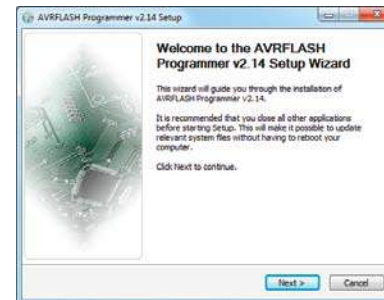 AVRFLASH Programmer v2.14 Setup
Welcome to the AVRFLASH
Programmer v2.14 Setup Wizard
This wizard will guide you through the installation of
AVRFLASH Programmer v2.14.
It is recommended that you close all other applications
before starting Setup. This will make it possible to update
relevant system files without having to reboot your
computer.
Click Next to continue.
Next >
Cancel